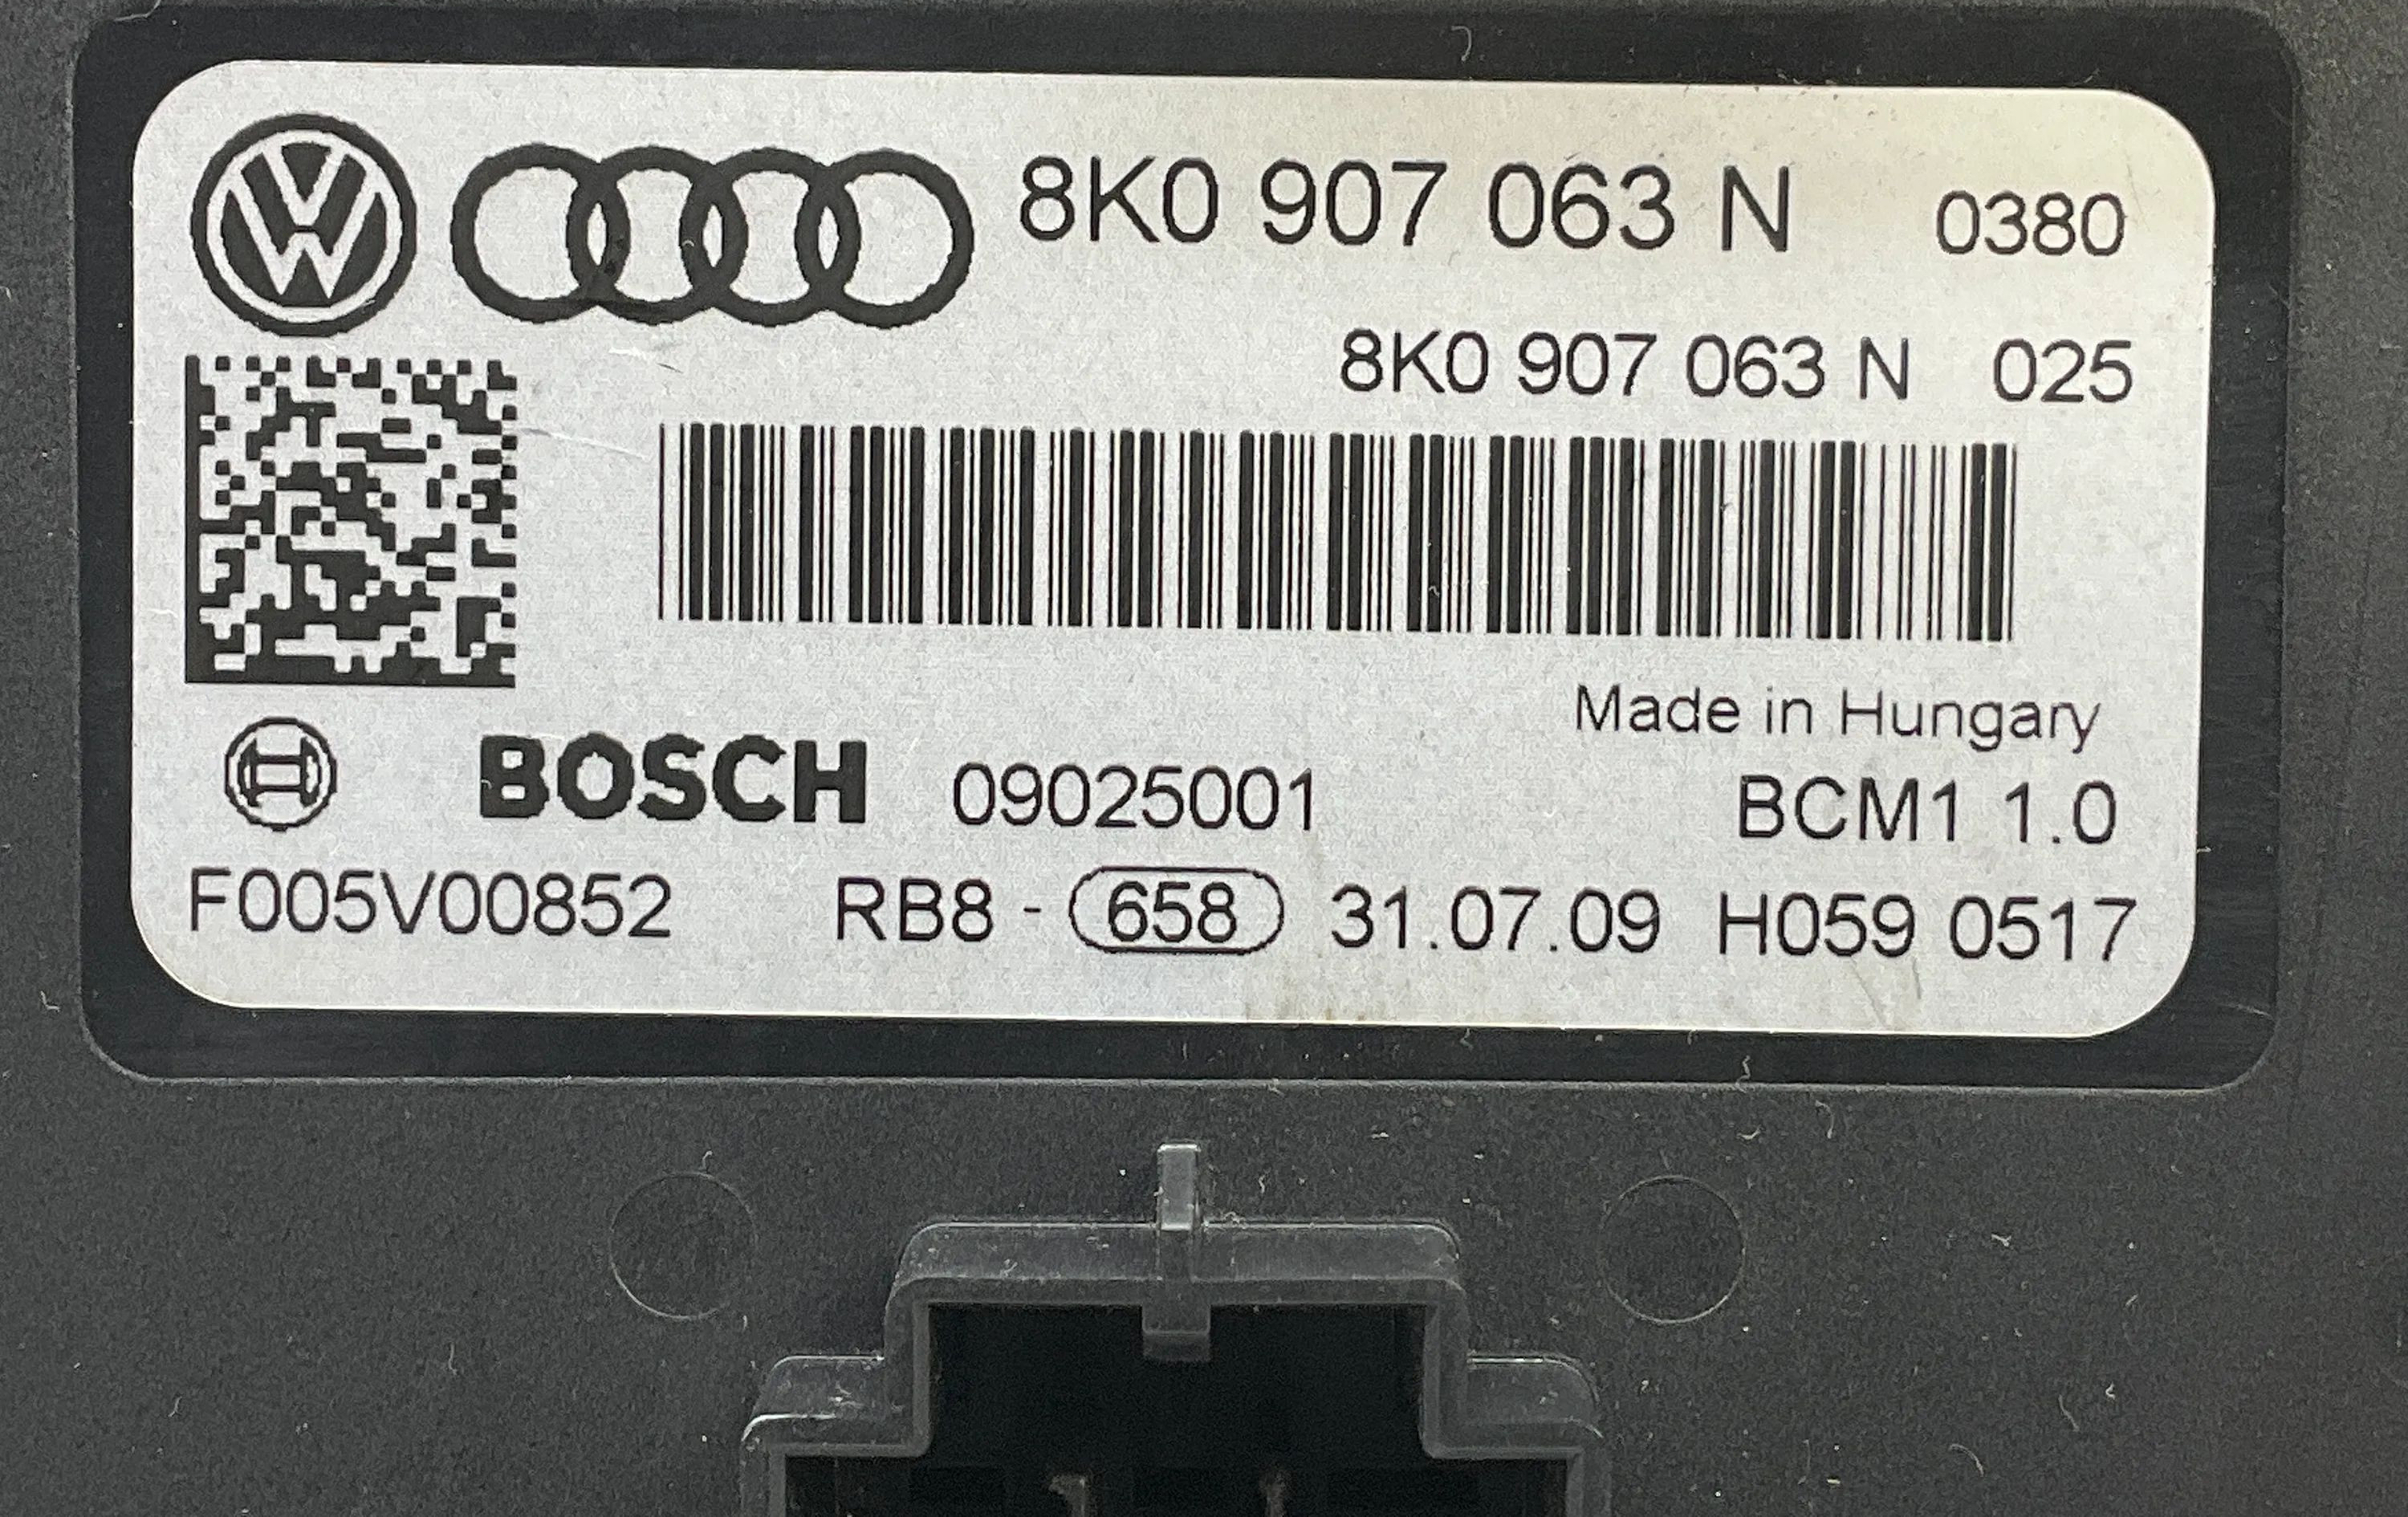 8K0 907 063 N 0380
8K0 907 063 N 025
Made in Hungary
BOSCH 09025001 BCM1 1.0
F005V00852 RB8 - 658 31.07.09 H059 0517